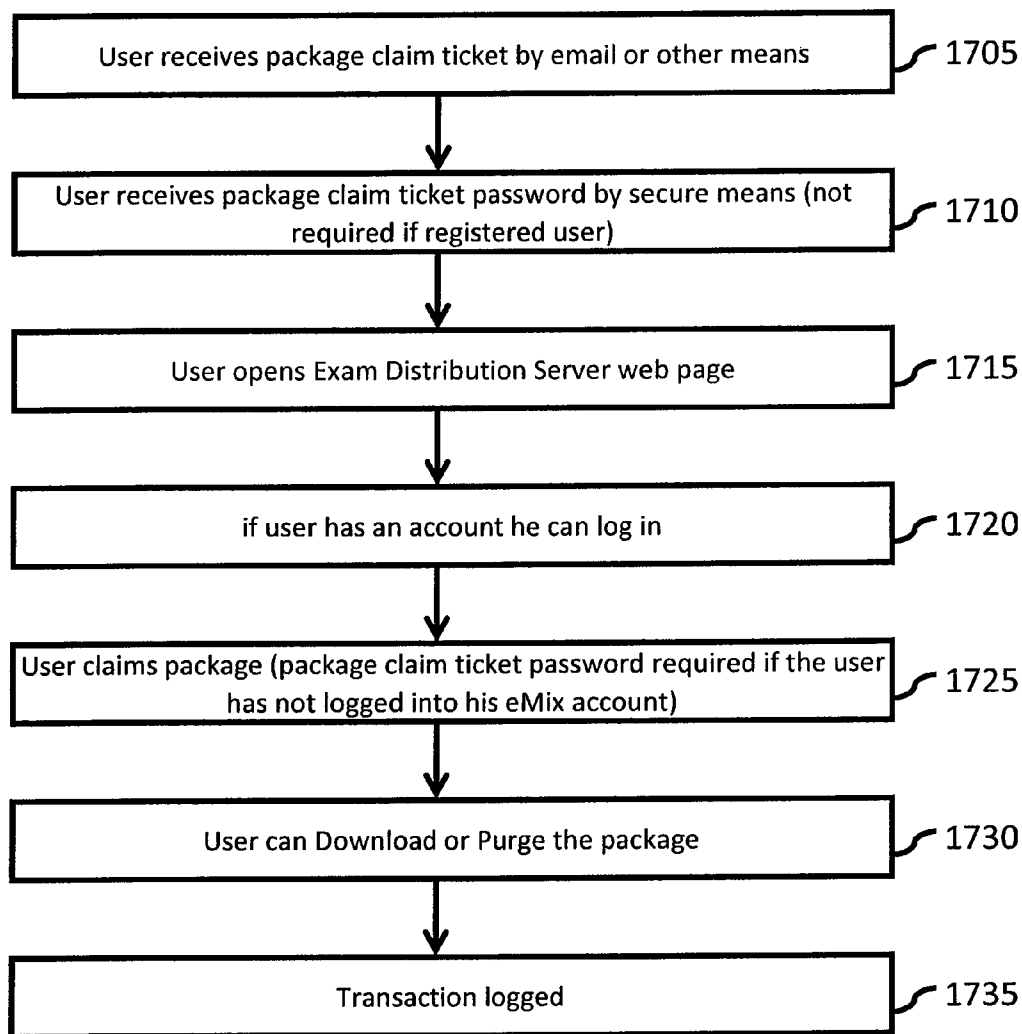 User receives package claim ticket by email or other means
1705
User receives package claim ticket password by secure means (not
required if registered user)
1710
User opens Exam Distribution Server web page
1715
if user has an account he can log in
1720
User claims package (package claim ticket password required if the user
has not logged into his eMix account)
1725
User can Download or Purge the package
1730
Transaction logged
1735